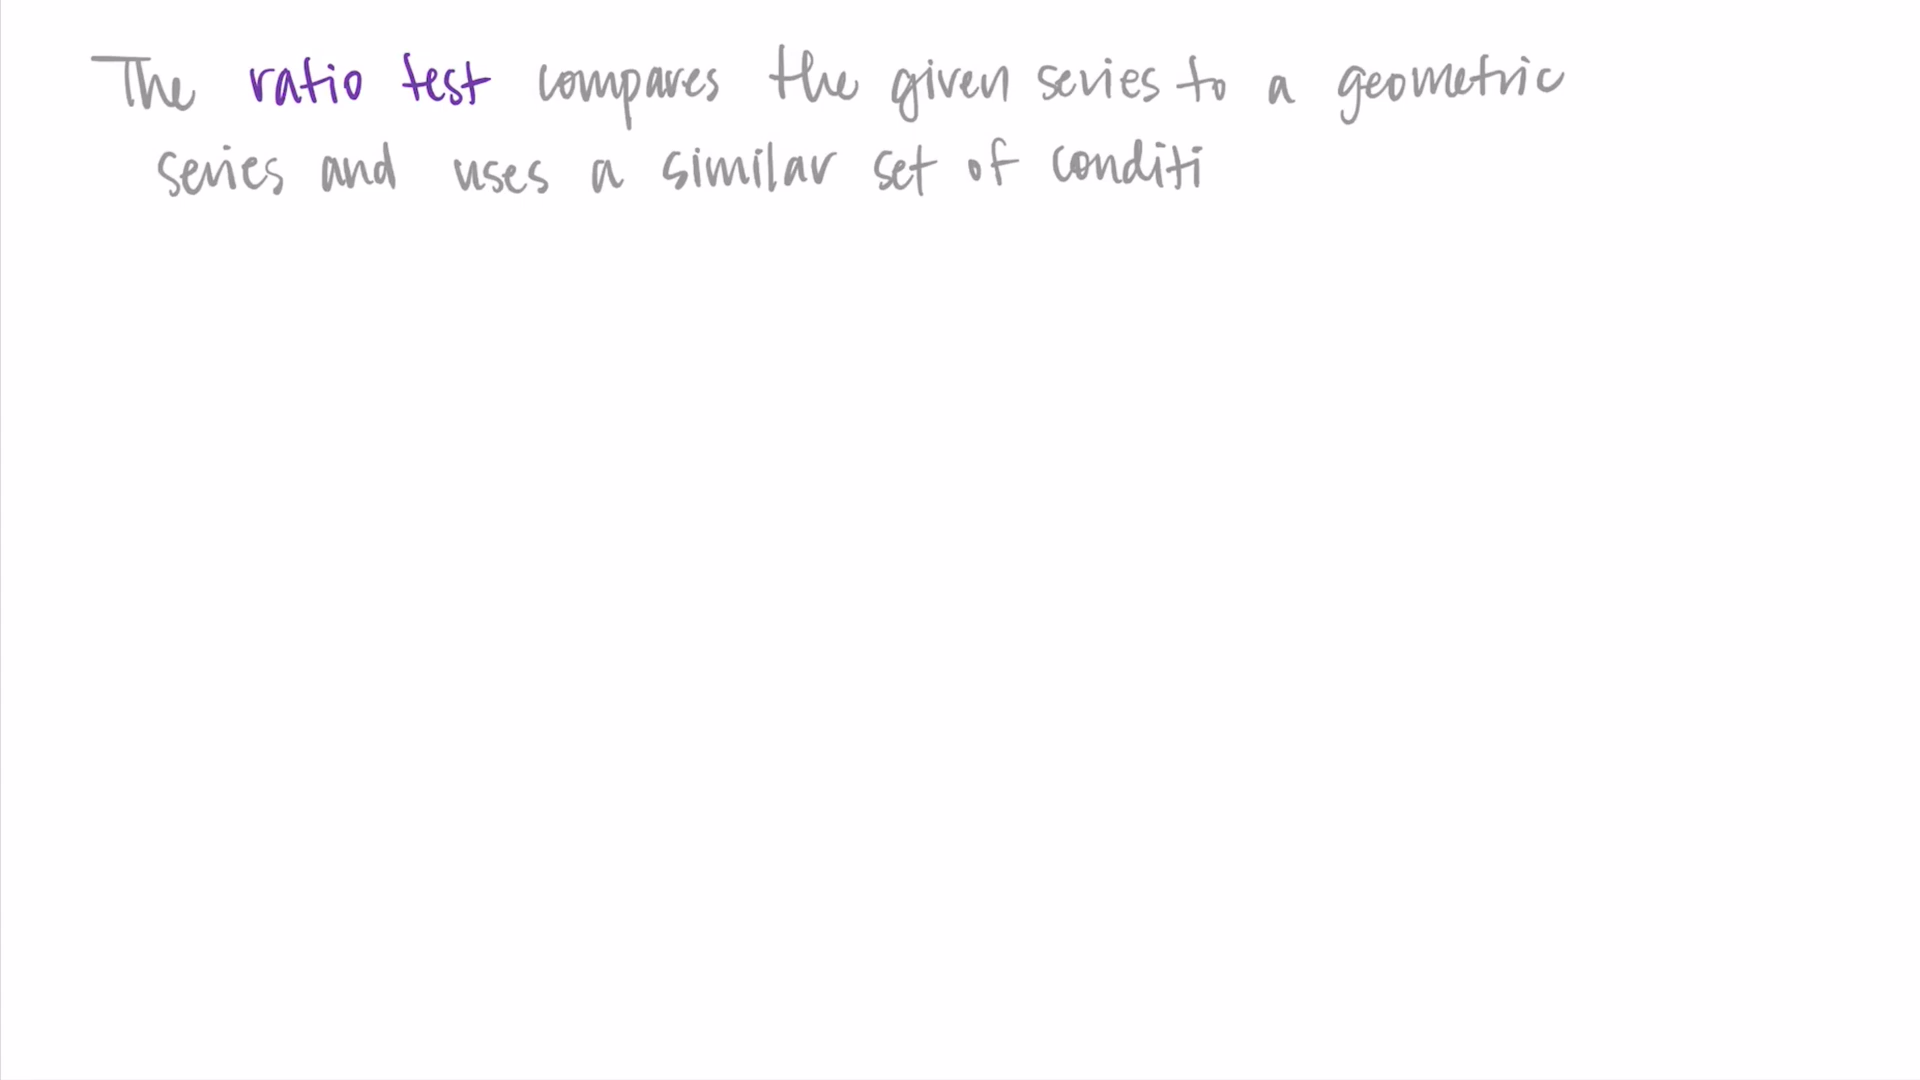 The ratio test compares the given series to a geometric
series and uses a similar set of conditi